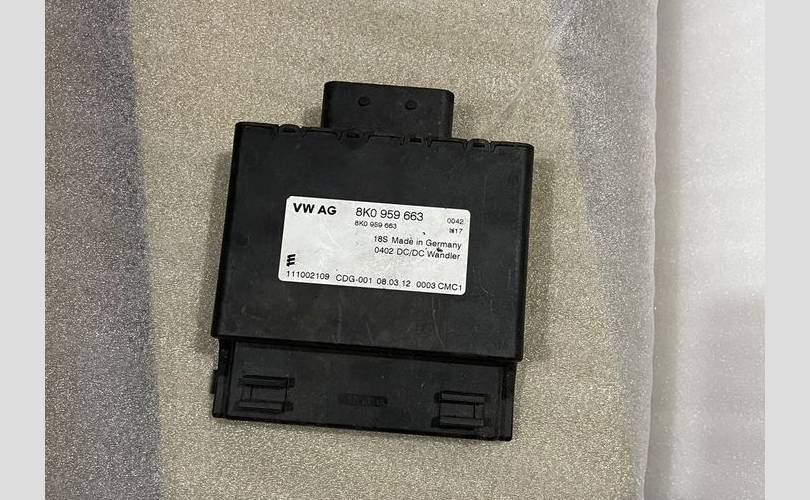 VW AG 8K0 959 663 0042
8K0 959 663
18S Made in Germany
0402 DC/DC Wandler
111002109 CDG-001 08.03.12 0003 CMC1